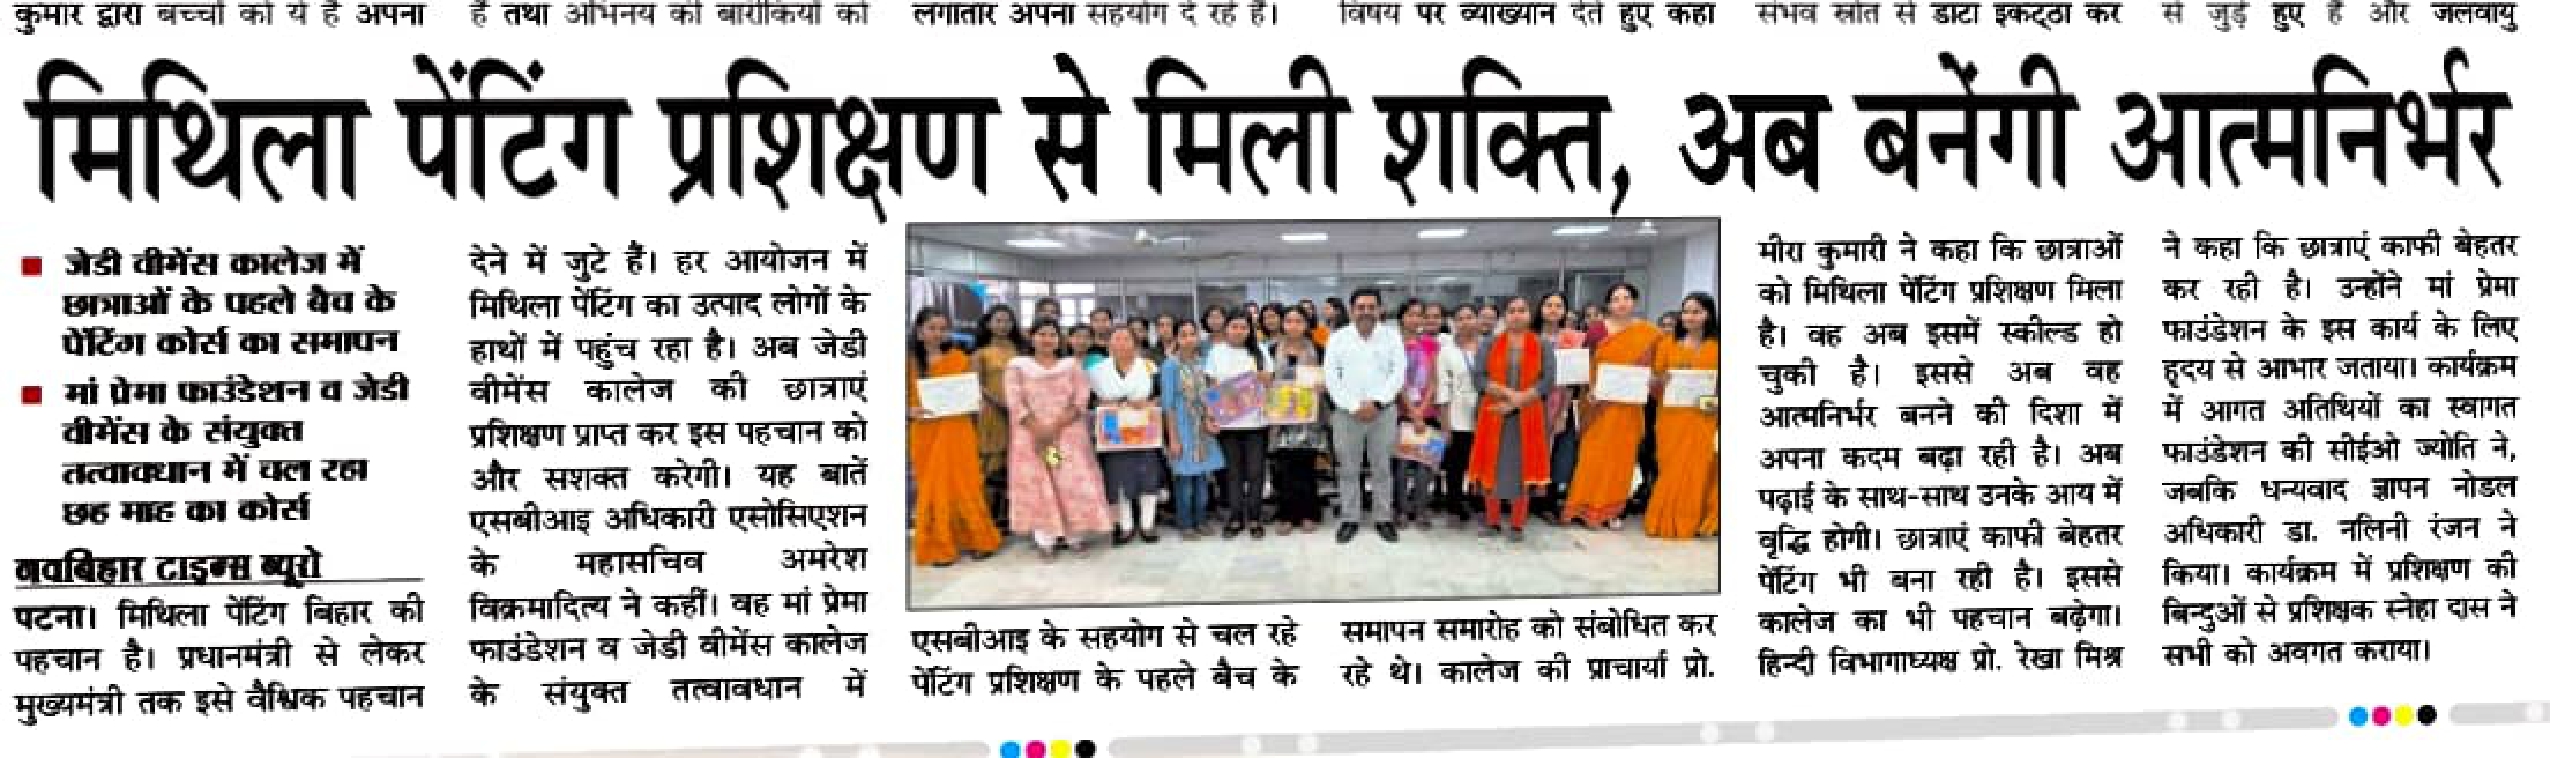 कुमार द्वारा बच्चों को ये है अपना
है तथा अभिनय की बारीकियों को
लगातार अपना सहयोग दे रहे हैं।
विषय पर व्याख्यान देते हुए कहा
संभव स्रोत से डाटा इकट्ठा कर
से जुड़े हुए हैं और जलवायु
मिथिला पेंटिंग प्रशिक्षण से मिली शक्ति, अब बनेंगी आत्मनिर्भर
जेडी वीमेंस कालेज में
छात्राओं के पहले बैच के
पेंटिंग कोर्स का समापन
मां प्रेमा फाउंडेशन व जेडी
वीमेंस के संयुक्त
तत्वावधान में चल रहा
छह माह का कोर्स
नवबिहार टाइम्स ब्यूरो
पटना। मिथिला पेंटिंग बिहार की
पहचान है। प्रधानमंत्री से लेकर
मुख्यमंत्री तक इसे वैश्विक पहचान
देने में जुटे हैं। हर आयोजन में
मिथिला पेंटिंग का उत्पाद लोगों के
हाथों में पहुंच रहा है। अब जेडी
वीमेंस कालेज की छात्राएं
प्रशिक्षण प्राप्त कर इस पहचान को
और सशक्त करेगी। यह बातें
एसबीआइ अधिकारी एसोसिएशन
के महासचिव अमरेश
विक्रमादित्य ने कहीं। वह मां प्रेमा
फाउंडेशन व जेडी वीमेंस कालेज
के संयुक्त तत्वावधान में
एसबीआइ के सहयोग से चल रहे
पेंटिंग प्रशिक्षण के पहले बैच के
समापन समारोह को संबोधित कर
रहे थे। कालेज की प्राचार्या प्रो.
मीरा कुमारी ने कहा कि छात्राओं
को मिथिला पेंटिंग प्रशिक्षण मिला
है। वह अब इसमें स्कील्ड हो
चुकी है। इससे अब वह
आत्मनिर्भर बनने की दिशा में
अपना कदम बढ़ा रही है। अब
पढ़ाई के साथ-साथ उनके आय में
वृद्धि होगी। छात्राएं काफी बेहतर
पेंटिंग भी बना रही है। इससे
कालेज का भी पहचान बढ़ेगा।
हिन्दी विभागाध्यक्ष प्रो. रेखा मिश्र
ने कहा कि छात्राएं काफी बेहतर
कर रही है। उन्होंने मां प्रेमा
फाउंडेशन के इस कार्य के लिए
हृदय से आभार जताया। कार्यक्रम
में आगत अतिथियों का स्वागत
फाउंडेशन की सीईओ ज्योति ने,
जबकि धन्यवाद ज्ञापन नोडल
अधिकारी डा. नलिनी रंजन ने
किया। कार्यक्रम में प्रशिक्षण की
बिन्दुओं से प्रशिक्षक स्नेहा दास ने
सभी को अवगत कराया।